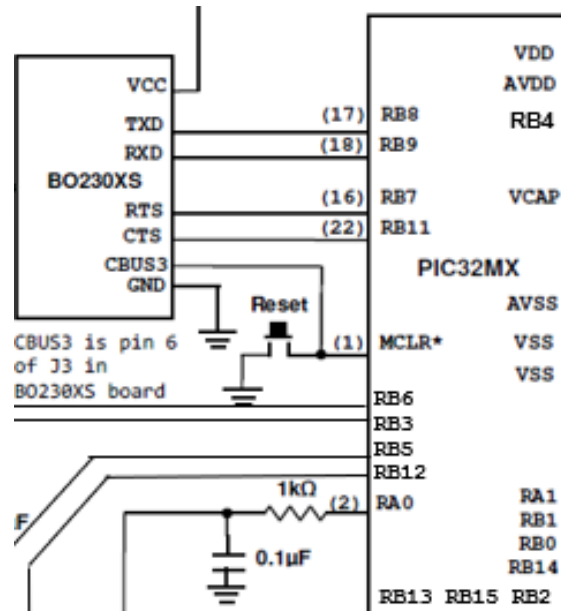 VCC
TXD
RXD
BO230XS
RTS
CTS
CBUS3
GND
CBUS3 is pin 6
of J3 in
BO230XS board
Reset
(17) RB8
(18) RB9
(16) RB7
(22) RB11
(1) MCLR*
RB6
RB3
RB5
RB12
1kΩ
(2) RA0
0.1µF
F
VDD
AVDD
RB4
VCAP
PIC32MX
AVSS
VSS
VSS
RA1
RB1
RB0
RB14
RB13 RB15 RB2